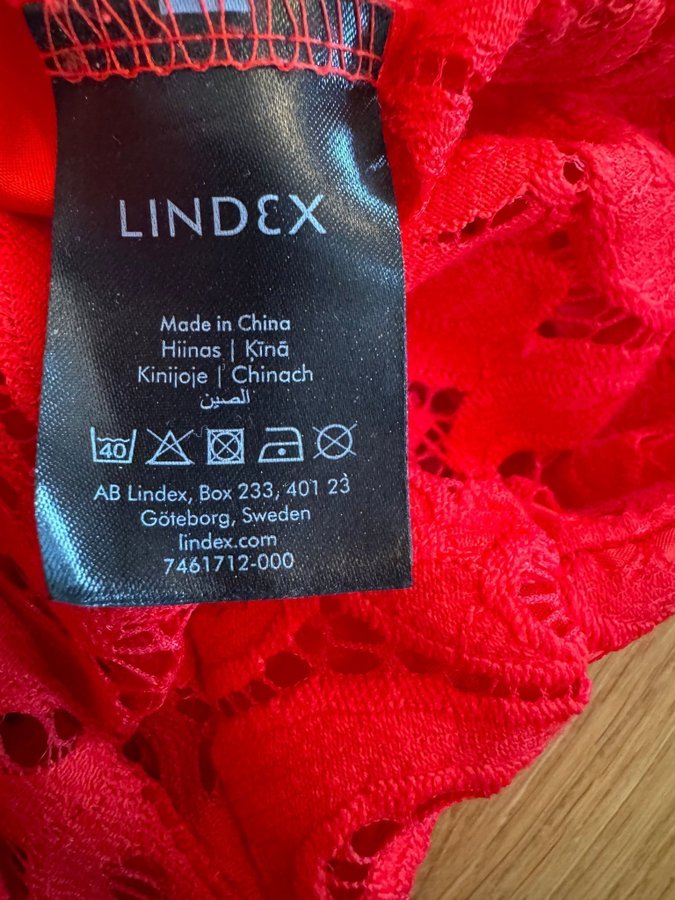 LINDEX
Made in China
Hiinas | Ķīnā
Kinijoje | Chinach
الصين
40
AB Lindex, Box 233, 401 23
Göteborg, Sweden
lindex.com
7461712-000